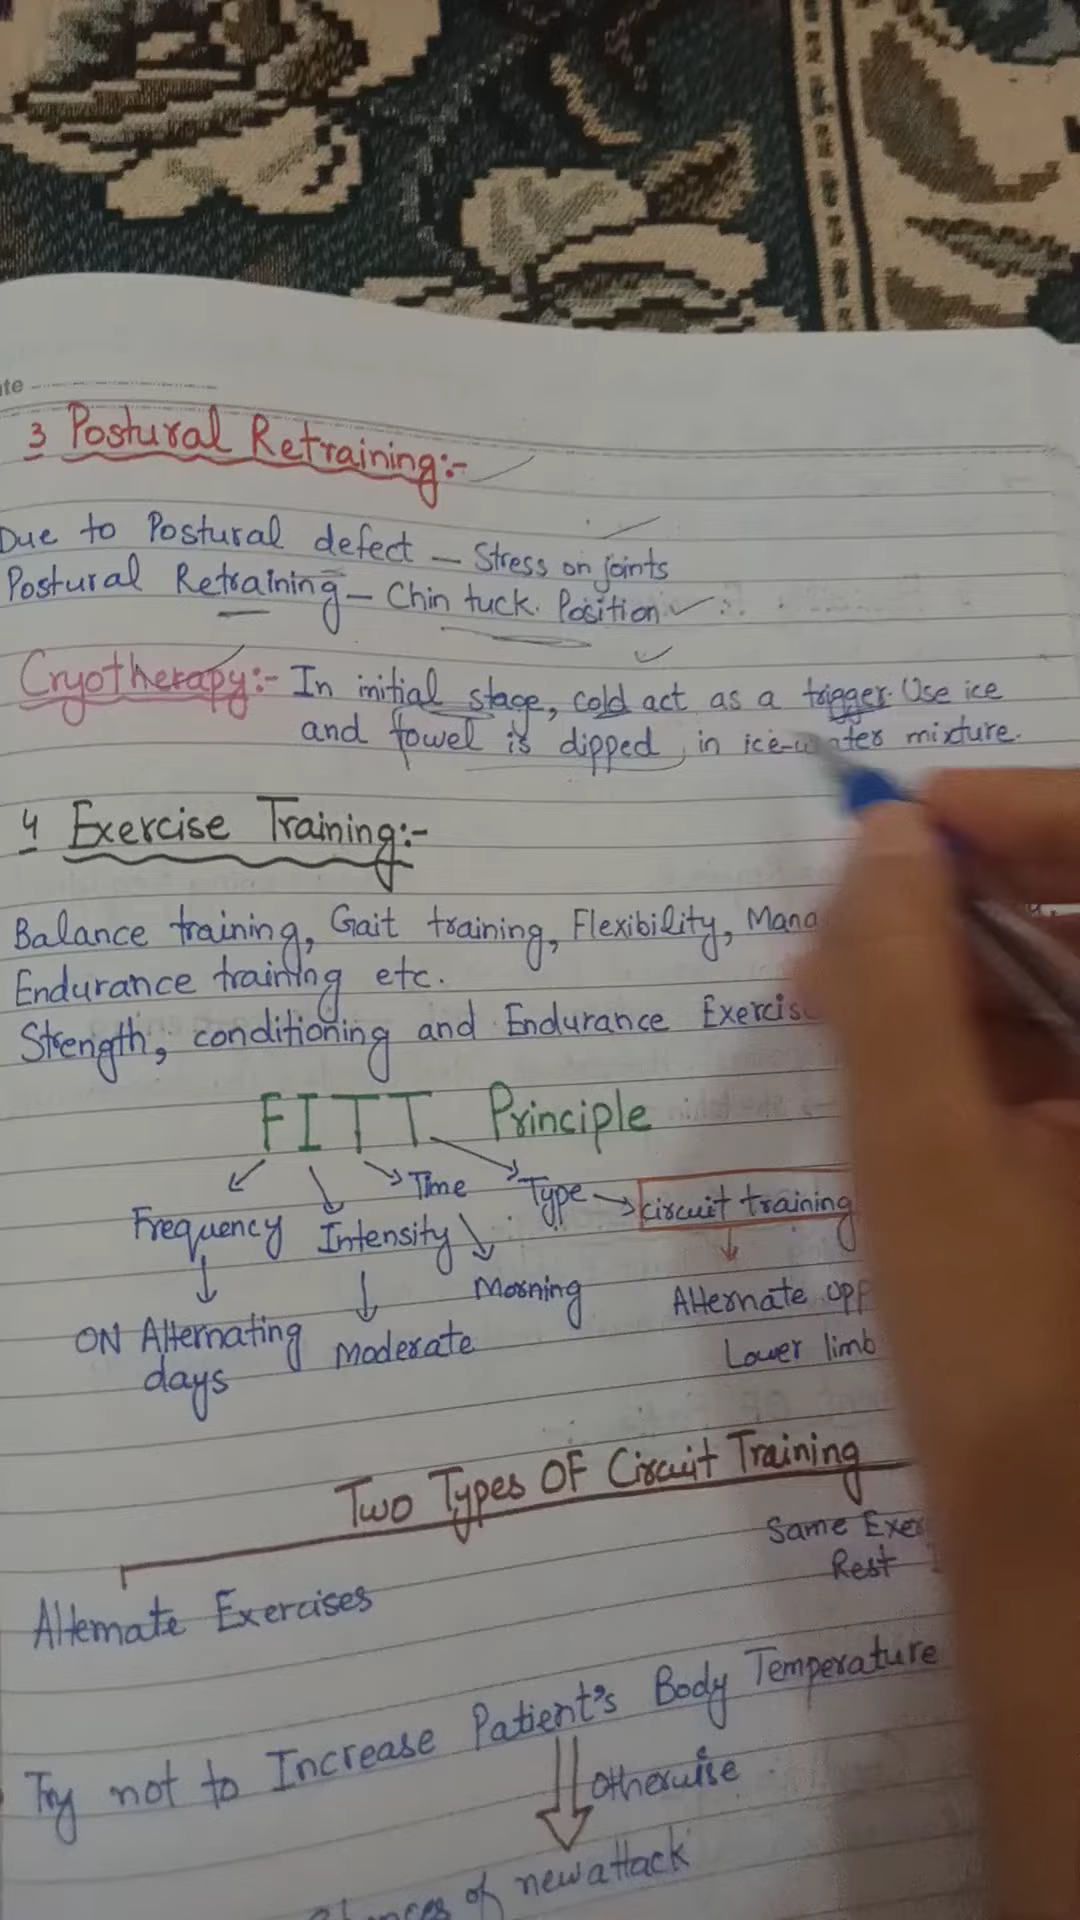 3 Postural Retraining:-
Due to Postural defect - Stress on joints
Postural Retraining - Chin tuck. Position
Cryotherapy:- In initial stage, cold act as a trigger. Use ice
and towel is dipped in ice-water mixture.
4 Exercise Training:-
Balance training, Gait training, Flexibility,
Endurance training etc.
Strength, conditioning and Endurance
FITT Principle
Time
Type → circuit training
Frequency Intensity
Morning
Alternate
ON Alternating Moderate
Lower limb
days
Two Types OF Circuit Training
Same
Rest
Alternate Exercises
Try not to Increase Patient's Body Temperature
otherwise
of new attack